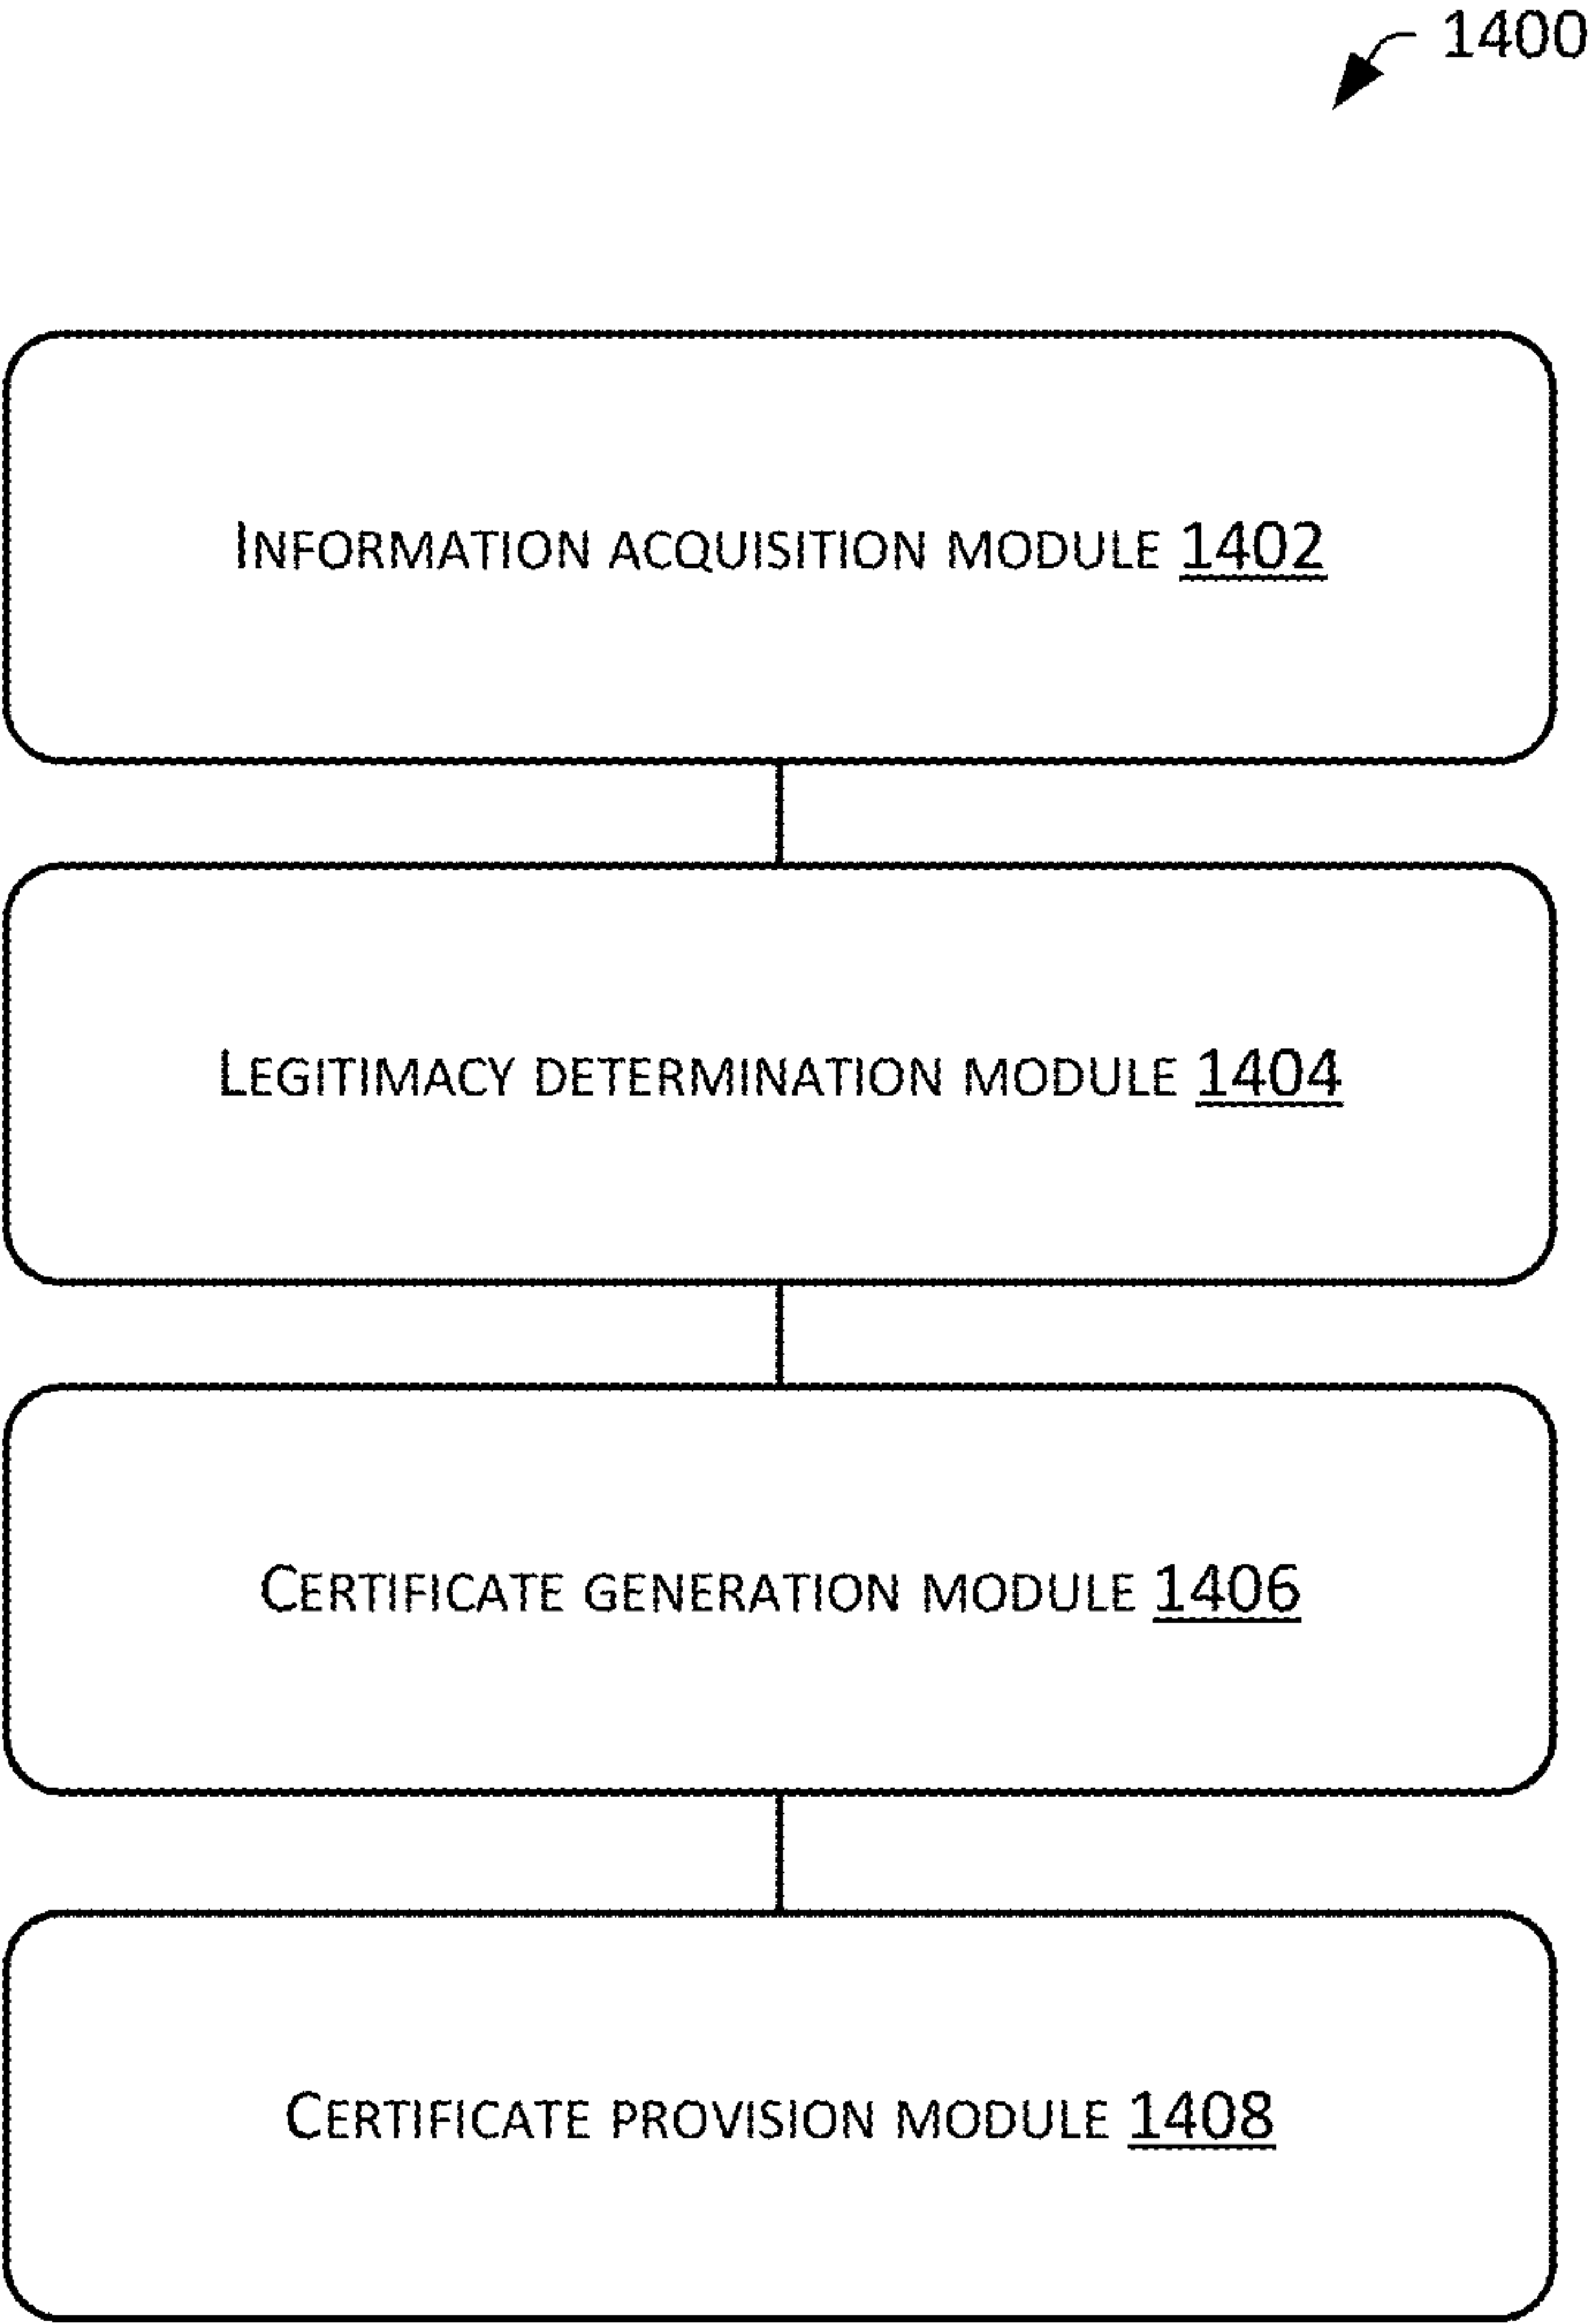 1400
INFORMATION ACQUISITION MODULE 1402
LEGITIMACY DETERMINATION MODULE 1404
CERTIFICATE GENERATION MODULE 1406
CERTIFICATE PROVISION MODULE 1408